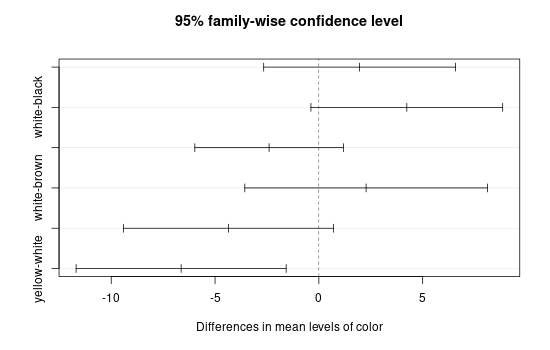 95% family-wise confidence level
white-black
white-brown
yellow-white
-10 -5 0 5
Differences in mean levels of color